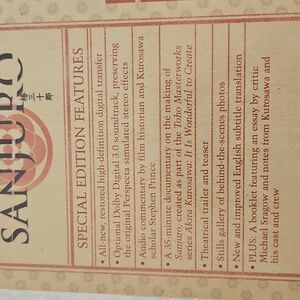 SANJURO
三十郎
SPECIAL EDITION FEATURES
• All-new, restored high-definition digital transfer
• Optional Dolby Digital 3.0 soundtrack, preserving
the original Perspecta simulated stereo effects
• Audio commentary by film historian and Kurosawa
scholar Stephen Prince
• A 35-minute documentary on the making of
Sanjuro, created as part of the Toho Masterworks
series Akira Kurosawa: It Is Wonderful to Create
• Theatrical trailer and teaser
• Stills gallery of behind-the-scenes photos
• New and improved English subtitle translation
• PLUS: A booklet featuring an essay by critic
Michael Sragow and notes from Kurosawa and
his cast and crew